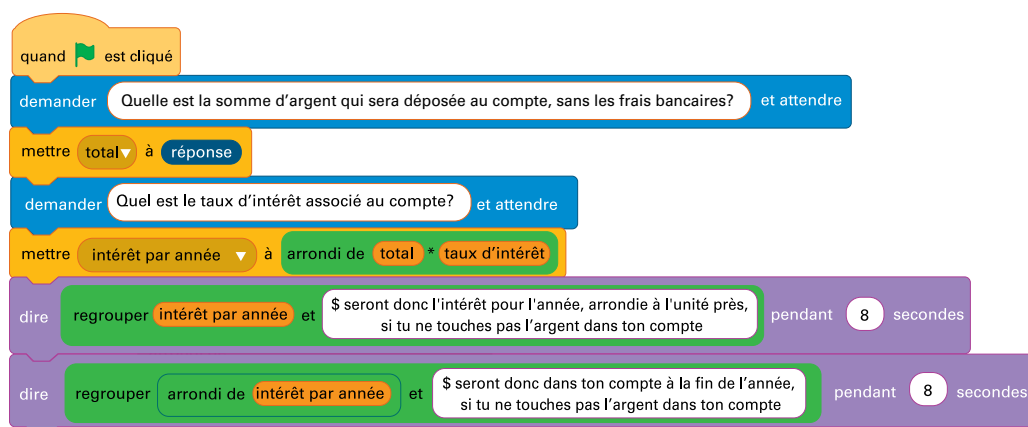 quand est cliqué
demander Quelle est la somme d'argent qui sera déposée au compte, sans les frais bancaires? et attendre
mettre total à réponse
demander Quel est le taux d'intérêt associé au compte? et attendre
mettre intérêt par année à arrondi de total * taux d'intérêt
dire regrouper intérêt par année et $ seront donc l'intérêt pour l'année, arrondie à l'unité près,
si tu ne touches pas l'argent dans ton compte pendant 8 secondes
dire regrouper arrondi de intérêt par année et $ seront donc dans ton compte à la fin de l'année,
si tu ne touches pas l'argent dans ton compte pendant 8 secondes